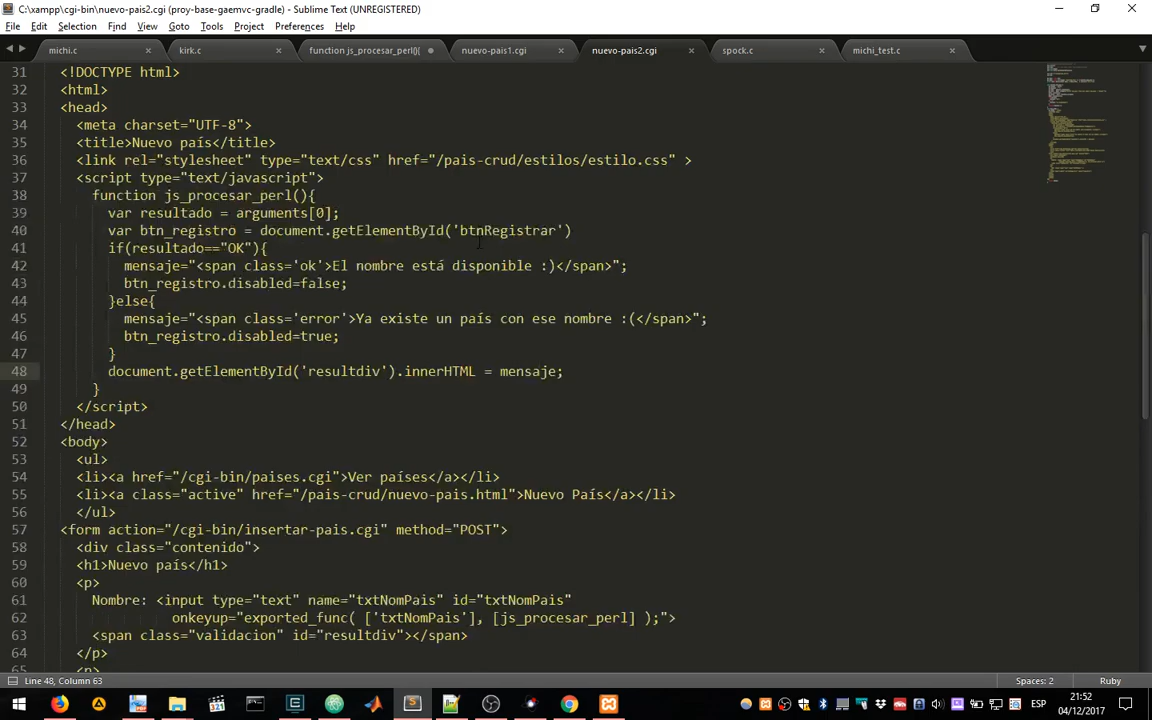 C:\xampp\cgi-bin\nuevo-pais2.cgi (proy-base-gaemvc-gradle) - Sublime Text (UNREGISTERED)
File Edit Selection Find View Goto Tools Project Preferences Help
michi.c kirk.c function js_procesar_perl(){ nuevo-pais1.cgi nuevo-pais2.cgi spock.c michi_test.c
31 <!DOCTYPE html>
32 <html>
33 <head>
34 <meta charset="UTF-8">
35 <title>Nuevo país</title>
36 <link rel="stylesheet" type="text/css" href="/pais-crud/estilos/estilo.css" >
37 <script type="text/javascript">
38 function js_procesar_perl(){
39 var resultado = arguments[0];
40 var btn_registro = document.getElementById('btnRegistrar')
41 if(resultado=="OK"){
42 mensaje="<span class='ok'>El nombre está disponible :)</span>";
43 btn_registro.disabled=false;
44 }else{
45 mensaje="<span class='error'>Ya existe un país con ese nombre :(</span>";
46 btn_registro.disabled=true;
47 }
48 document.getElementById('resultdiv').innerHTML = mensaje;
49 }
50 </script>
51 </head>
52 <body>
53 <ul>
54 <li><a href="/cgi-bin/paises.cgi">Ver países</a></li>
55 <li><a class="active" href="/pais-crud/nuevo-pais.html">Nuevo País</a></li>
56 </ul>
57 <form action="/cgi-bin/insertar-pais.cgi" method="POST">
58 <div class="contenido">
59 <h1>Nuevo país</h1>
60 <p>
61 Nombre: <input type="text" name="txtNomPais" id="txtNomPais"
62 onkeyup="exported_func( ['txtNomPais'], [js_procesar_perl] );">
63 <span class="validacion" id="resultdiv"></span>
64 </p>
65 <p>
Line 48, Column 63 Spaces: 2 Ruby
ESP
21:52
04/12/2017